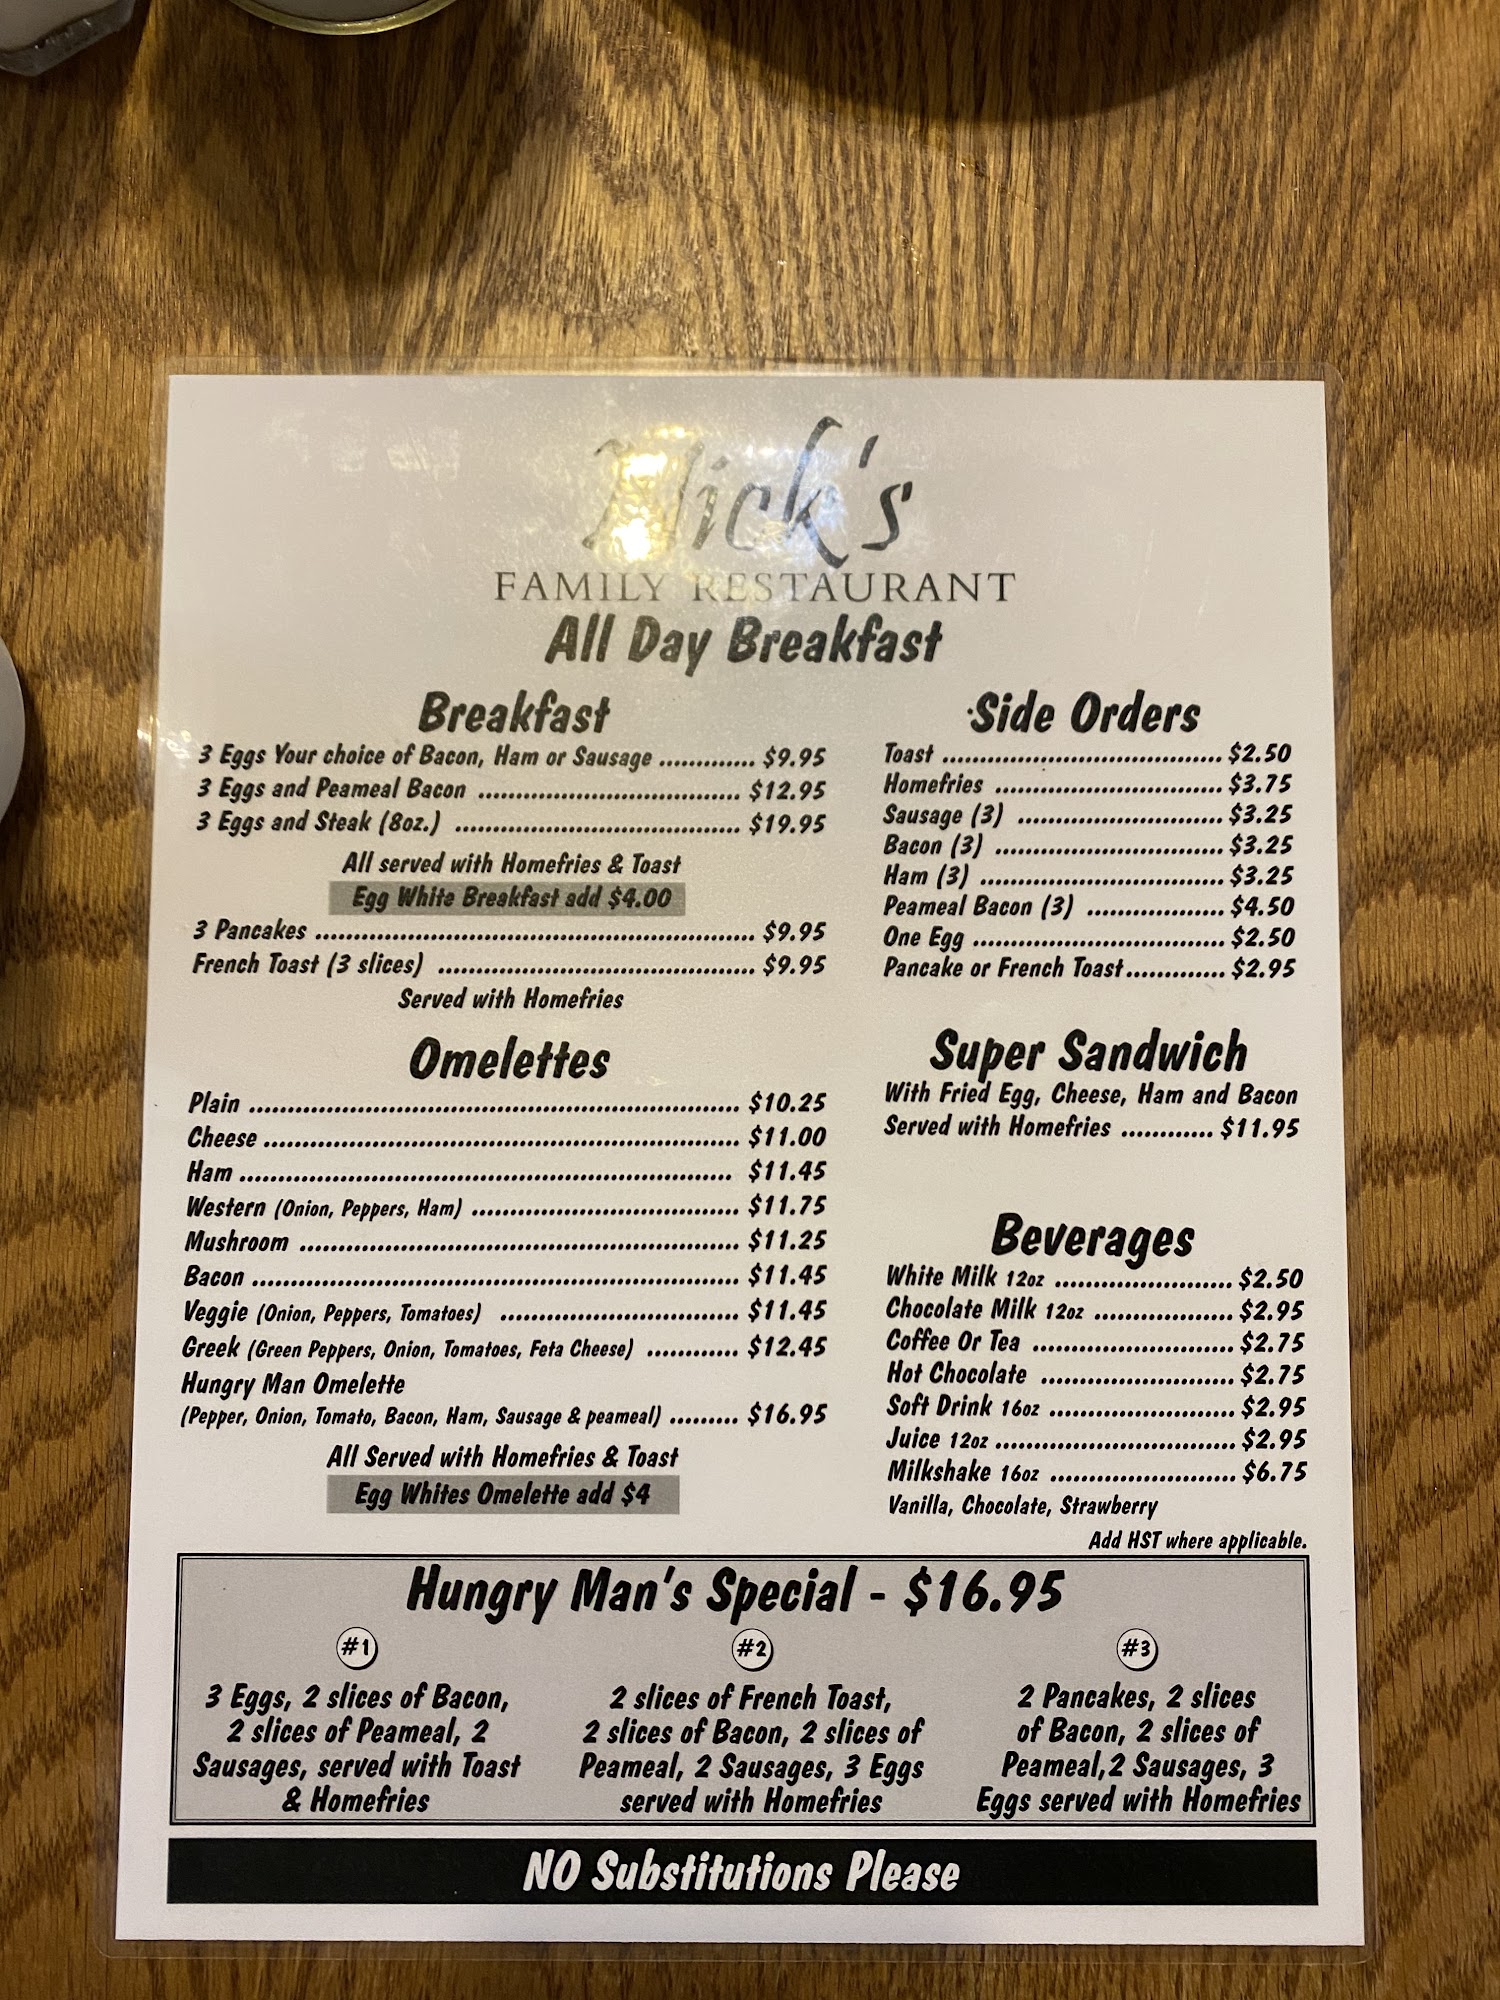 Nick's
FAMILY RESTAURANT
All Day Breakfast
Breakfast
3 Eggs Your choice of Bacon, Ham or Sausage ............. $9.95
3 Eggs and Peameal Bacon .................................. $12.95
3 Eggs and Steak (8oz.) ..................................... $19.95
All served with Homefries & Toast
Egg White Breakfast add $4.00
3 Pancakes ......................................................... $9.95
French Toast (3 slices) ......................................... $9.95
Served with Homefries
Omelettes
Plain ................................................................ $10.25
Cheese .............................................................. $11.00
Ham ................................................................ $11.45
Western (Onion, Peppers, Ham) ................................... $11.75
Mushroom ......................................................... $11.25
Bacon ............................................................... $11.45
Veggie (Onion, Peppers, Tomatoes) ............................... $11.45
Greek (Green Peppers, Onion, Tomatoes, Feta Cheese) ............ $12.45
Hungry Man Omelette
(Pepper, Onion, Tomato, Bacon, Ham, Sausage & peameal) ......... $16.95
All Served with Homefries & Toast
Egg Whites Omelette add $4
Side Orders
Toast .................................... $2.50
Homefries .............................. $3.75
Sausage (3) ........................... $3.25
Bacon (3) .............................. $3.25
Ham (3) ................................ $3.25
Peameal Bacon (3) .................. $4.50
One Egg ................................. $2.50
Pancake or French Toast............. $2.95
Super Sandwich
With Fried Egg, Cheese, Ham and Bacon
Served with Homefries ............ $11.95
Beverages
White Milk 12oz ....................... $2.50
Chocolate Milk 12oz .................. $2.95
Coffee Or Tea .......................... $2.75
Hot Chocolate ......................... $2.75
Soft Drink 16oz ........................ $2.95
Juice 12oz ............................... $2.95
Milkshake 16oz ........................ $6.75
Vanilla, Chocolate, Strawberry
Add HST where applicable.
Hungry Man's Special - $16.95
#1
3 Eggs, 2 slices of Bacon,
2 slices of Peameal, 2
Sausages, served with Toast
& Homefries
#2
2 slices of French Toast,
2 slices of Bacon, 2 slices of
Peameal, 2 Sausages, 3 Eggs
served with Homefries
#3
2 Pancakes, 2 slices
of Bacon, 2 slices of
Peameal,2 Sausages, 3
Eggs served with Homefries
NO Substitutions Please